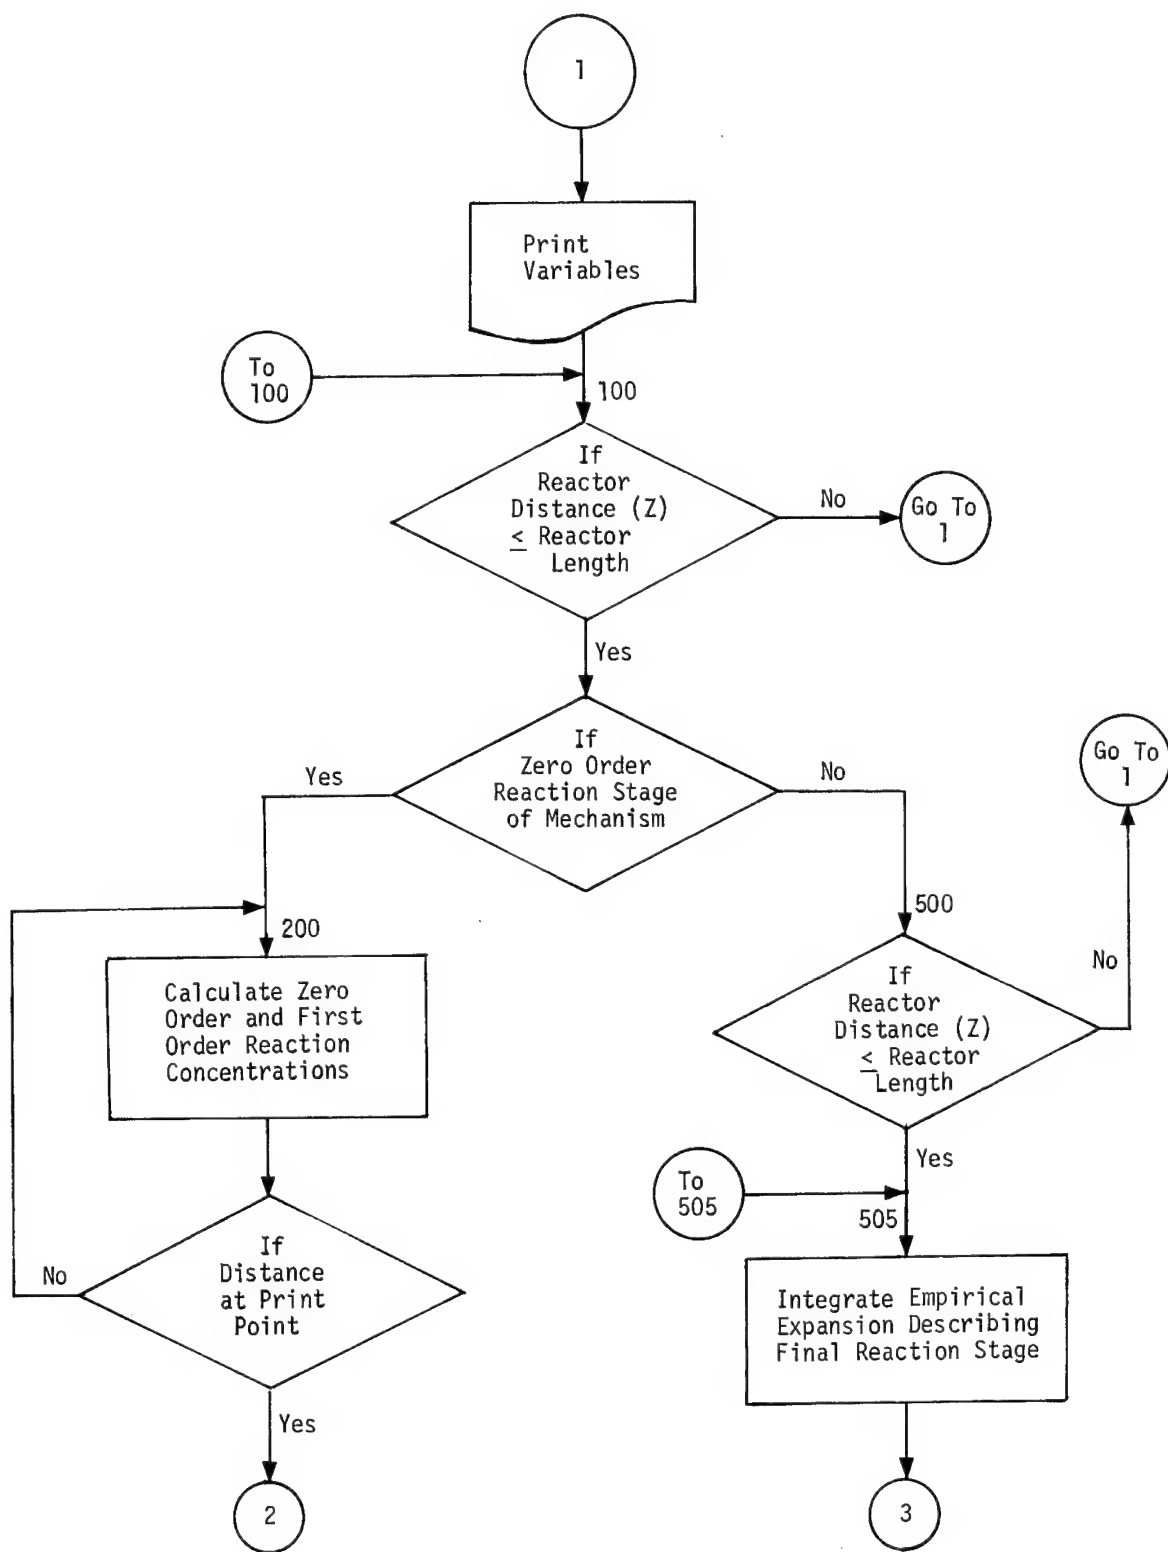 1
Print
Variables
To
100
100
If
Reactor
Distance (Z)
≤ Reactor
Length
No
Go To
1
Yes
If
Zero Order
Reaction Stage
of Mechanism
Yes
No
Go To
1
200
500
Calculate Zero
Order and First
Order Reaction
Concentrations
If
Reactor
Distance (Z)
≤ Reactor
Length
No
Yes
To
505
505
If
Distance
at Print
Point
No
Integrate Empirical
Expansion Describing
Final Reaction Stage
Yes
2
3